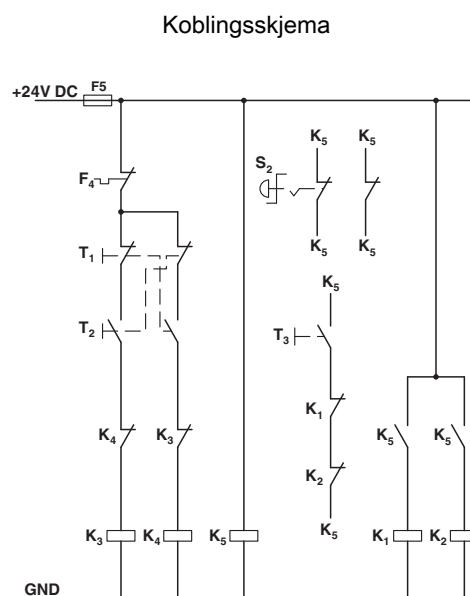 Koblingsskjema
+24V DC
F5
K5 K5
S2
F4
K5 K5
T1
K5
T2
T3
K1
K4 K3
K5 K5
K2
K5
K3 K4 K5
K1 K2
GND